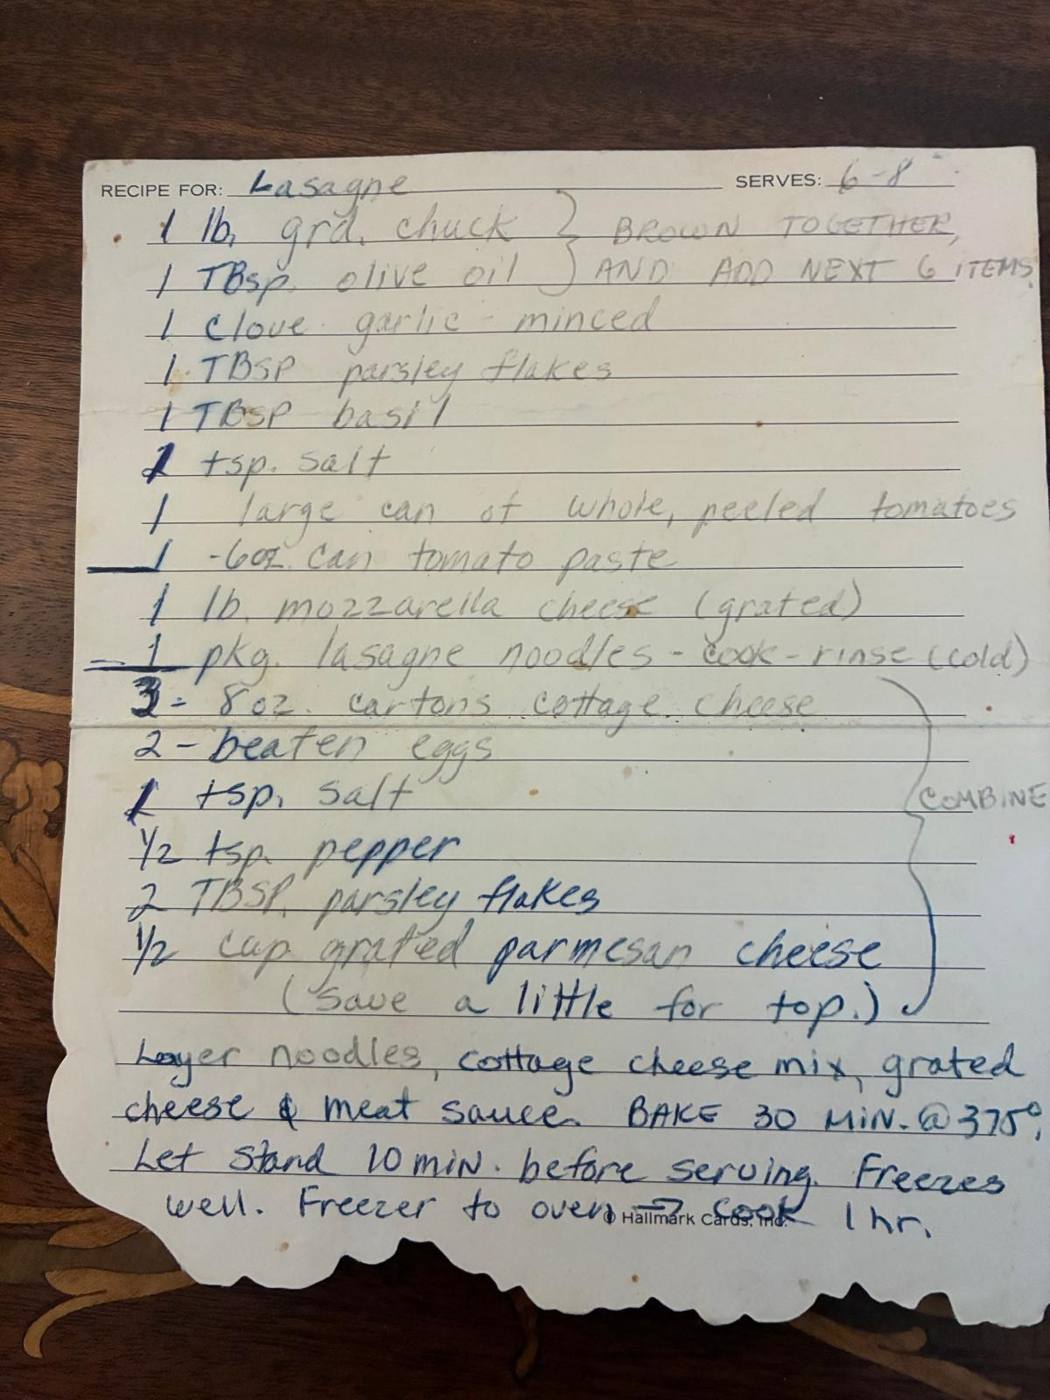 RECIPE FOR: Lasagne SERVES: 6-8
1 lb. grd. chuck } BROWN TOGETHER,
1 TBsp. olive oil } AND ADD NEXT 6 ITEMS.
1 clove garlic - minced
1 TBSP parsley flakes
1 TBSP basil
1 tsp. salt
1 large can of whole, peeled tomatoes
1 -6oz. can tomato paste
1 lb. mozzarella cheese (grated)
1 pkg. lasagne noodles - cook - rinse (cold)
3- 8oz. cartons cottage cheese
2 - beaten eggs
1 tsp. salt
COMBINE
1/2 tsp. pepper
2 TBSP. parsley flakes
1/2 cup grated parmesan cheese
(save a little for top.)
Layer noodles, cottage cheese mix, grated
cheese & meat sauce. BAKE 30 MIN. @ 375°.
Let stand 10 min. before serving. Freezes
well. Freezer to oven → cook 1 hr.
© Hallmark Cards, Inc.